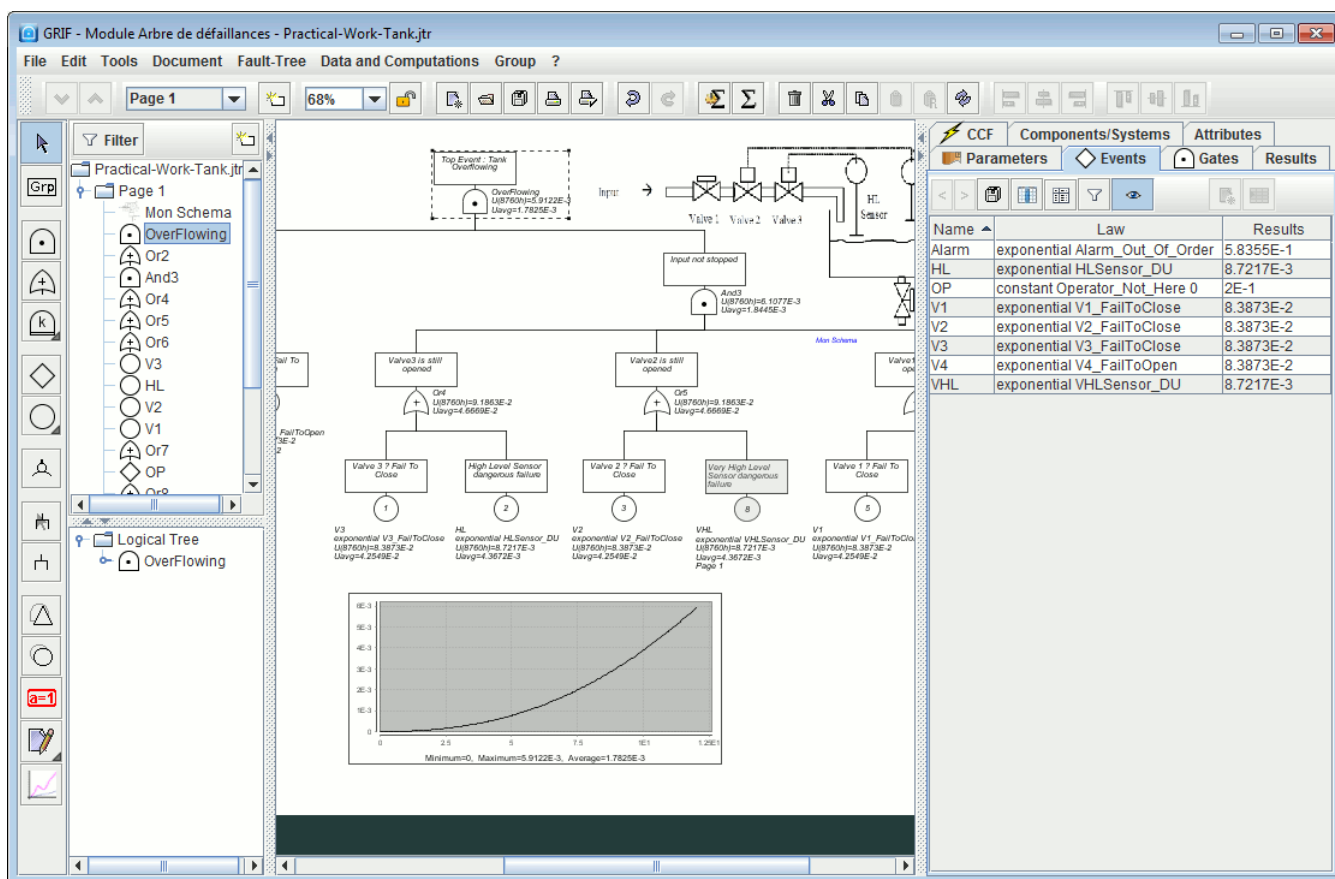 GRIF - Module Arbre de défaillances - Practical-Work-Tank.jtr
File Edit Tools Document Fault-Tree Data and Computations Group ?
Page 1
68%
Filter
Grp
k
a=1
Practical-Work-Tank.jtr
Page 1
Mon Schema
OverFlowing
Or2
And3
Or4
Or5
Or6
V3
HL
V2
V1
Or7
OP
Or8
Logical Tree
OverFlowing
Top Event : Tank
Overflowing
OverFlowing
U(8760h)=5.9122E-3
Uavg=1.7825E-3
Input
Valve 1 Valve 2 Valve 3
HL
Sensor
Input not stopped
And3
U(8760h)=6.1077E-3
Uavg=1.8445E-3
Mon Schema
Fail To
Valve3 is still
opened
Valve2 is still
opened
Valve1
Or4
U(8760h)=9.1863E-2
Uavg=4.6669E-2
Or5
U(8760h)=9.1863E-2
Uavg=4.6669E-2
_FailToOpen
3E-2
2
Valve 3 ? Fail To
Close
High Level Sensor
dangerous failure
Valve 2 ? Fail To
Close
Very High Level
Sensor dangerous
failure
Valve 1 ? Fail To
Close
1 2 3 8 5
V3
exponential V3_FailToClose
U(8760h)=8.3873E-2
Uavg=4.2549E-2
HL
exponential HLSensor_DU
U(8760h)=8.7217E-3
Uavg=4.3672E-3
V2
exponential V2_FailToClose
U(8760h)=8.3873E-2
Uavg=4.2549E-2
VHL
exponential VHLSensor_DU
U(8760h)=8.7217E-3
Uavg=4.3672E-3
Page 1
V1
exponential V1_FailToClo
U(8760h)=8.3873E-2
Uavg=4.2549E-2
6E-3
5E-3
4E-3
3E-3
2E-3
1E-3
0
0 2.5 5 7.5 1E1 1.25E1
Minimum=0, Maximum=5.9122E-3, Average=1.7825E-3
CCF Components/Systems Attributes
Parameters Events Gates Results
Name Law Results
Alarm exponential Alarm_Out_Of_Order 5.8355E-1
HL exponential HLSensor_DU 8.7217E-3
OP constant Operator_Not_Here 0 2E-1
V1 exponential V1_FailToClose 8.3873E-2
V2 exponential V2_FailToClose 8.3873E-2
V3 exponential V3_FailToClose 8.3873E-2
V4 exponential V4_FailToOpen 8.3873E-2
VHL exponential VHLSensor_DU 8.7217E-3